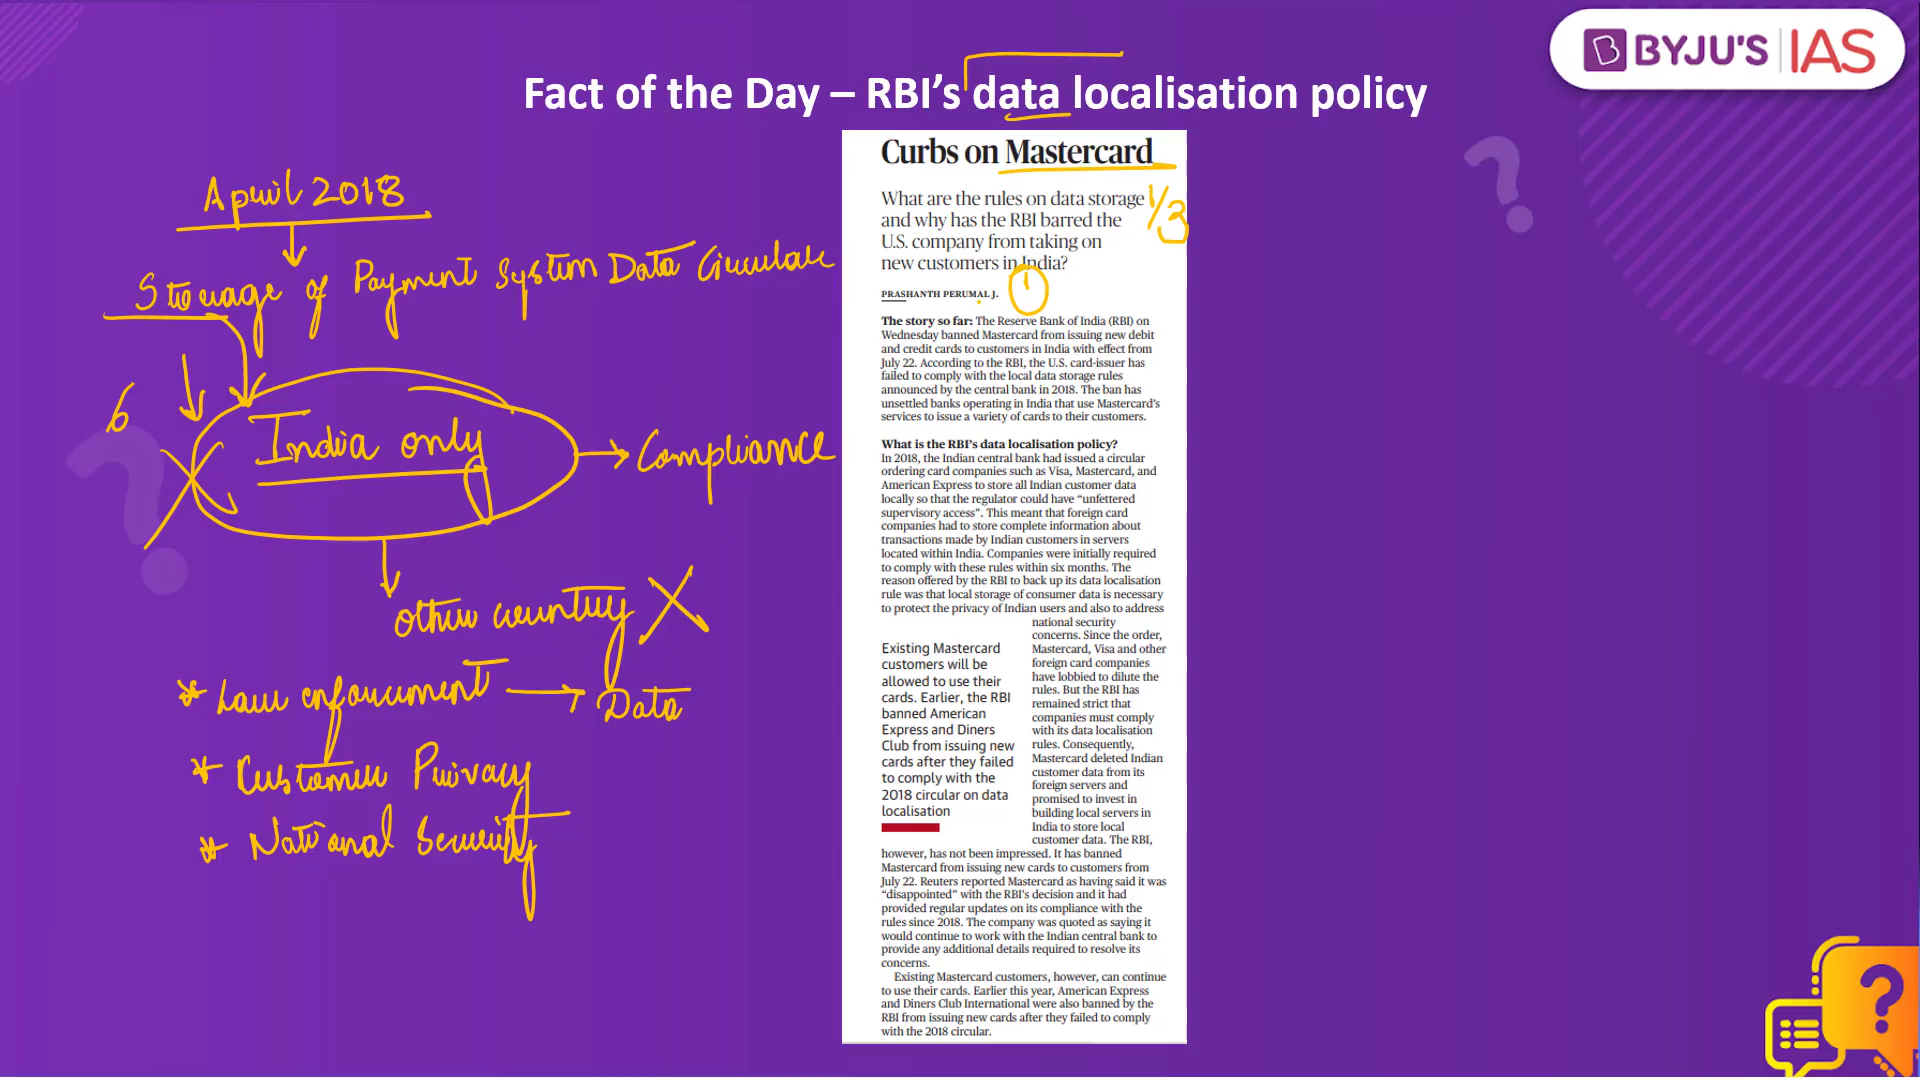 BYJU'S IAS
Fact of the Day – RBI's data localisation policy
April 2018
Storage of Payment System Data Circular
6
India only
Compliance
other country
* Law enforcement
Data
* Customer Privacy
* National Security
Curbs on Mastercard
What are the rules on data storage
and why has the RBI barred the
U.S. company from taking on
new customers in India?
1/3
1
PRASHANTH PERUMAL J.
The story so far: The Reserve Bank of India (RBI) on
Wednesday banned Mastercard from issuing new debit
and credit cards to customers in India with effect from
July 22. According to the RBI, the U.S. card-issuer has
failed to comply with the local data storage rules
announced by the central bank in 2018. The ban has
unsettled banks operating in India that use Mastercard's
services to issue a variety of cards to their customers.
What is the RBI's data localisation policy?
In 2018, the Indian central bank had issued a circular
ordering card companies such as Visa, Mastercard, and
American Express to store all Indian customer data
locally so that the regulator could have "unfettered
supervisory access". This meant that foreign card
companies had to store complete information about
transactions made by Indian customers in servers
located within India. Companies were initially required
to comply with these rules within six months. The
reason offered by the RBI to back up its data localisation
rule was that local storage of consumer data is necessary
to protect the privacy of Indian users and also to address
national security
concerns. Since the order,
Mastercard, Visa and other
foreign card companies
have lobbied to dilute the
rules. But the RBI has
remained strict that
companies must comply
with its data localisation
rules. Consequently,
Mastercard deleted Indian
customer data from its
foreign servers and
promised to invest in
building local servers in
India to store local
customer data. The RBI,
Existing Mastercard
customers will be
allowed to use their
cards. Earlier, the RBI
banned American
Express and Diners
Club from issuing new
cards after they failed
to comply with the
2018 circular on data
localisation
however, has not been impressed. It has banned
Mastercard from issuing new cards to customers from
July 22. Reuters reported Mastercard as having said it was
"disappointed" with the RBI's decision and it had
provided regular updates on its compliance with the
rules since 2018. The company was quoted as saying it
would continue to work with the Indian central bank to
provide any additional details required to resolve its
concerns.
Existing Mastercard customers, however, can continue
to use their cards. Earlier this year, American Express
and Diners Club International were also banned by the
RBI from issuing new cards after they failed to comply
with the 2018 circular.